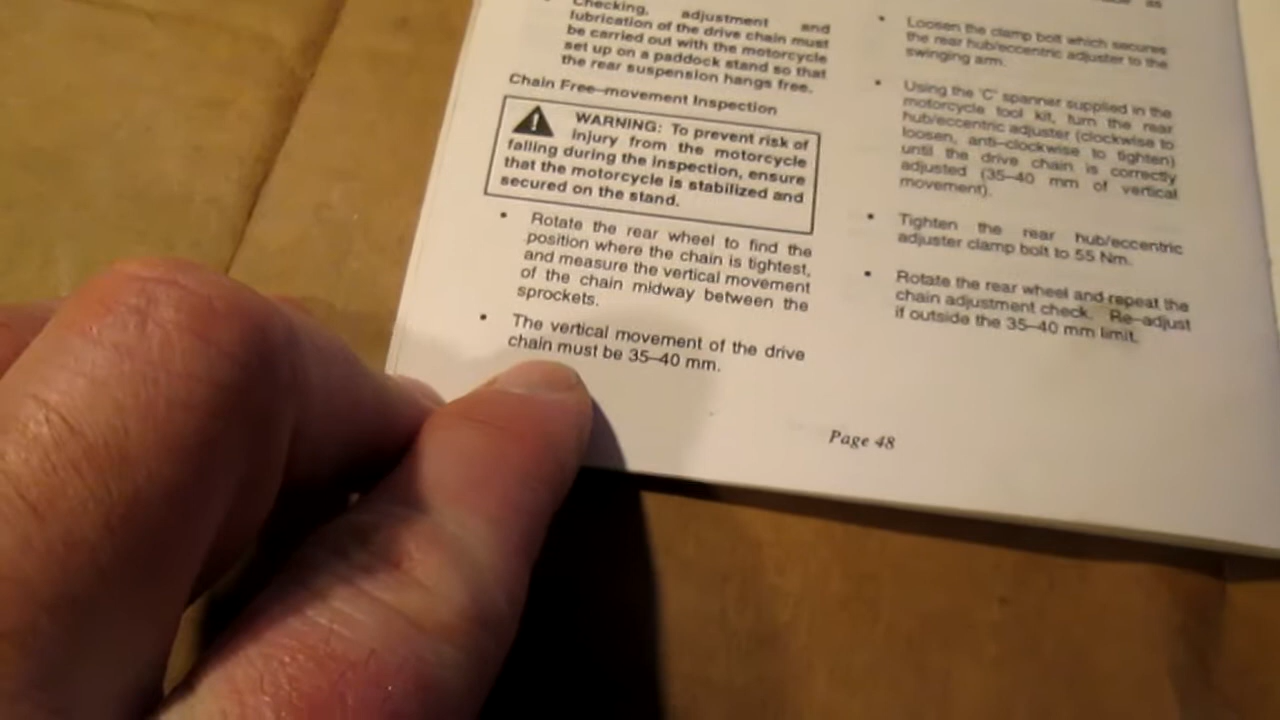 Checking, adjustment and
lubrication of the drive chain must
be carried out with the motorcycle
set up on a paddock stand so that
the rear suspension hangs free.
Chain Free–movement Inspection
WARNING: To prevent risk of
injury from the motorcycle
falling during the inspection, ensure
that the motorcycle is stabilized and
secured on the stand.
• Rotate the rear wheel to find the
position where the chain is tightest,
and measure the vertical movement
of the chain midway between the
sprockets.
• The vertical movement of the drive
chain must be 35–40 mm.
as
• Loosen the clamp bolt which secures
the rear hub/eccentric adjuster to the
swinging arm.
• Using the 'C' spanner supplied in the
motorcycle tool kit, turn the rear
hub/eccentric adjuster (clockwise to
loosen, anti–clockwise to tighten)
until the drive chain is correctly
adjusted (35–40 mm of vertical
movement).
• Tighten the rear hub/eccentric
adjuster clamp bolt to 55 Nm.
• Rotate the rear wheel and repeat the
chain adjustment check. Re–adjust
if outside the 35–40 mm limit.
Page 48